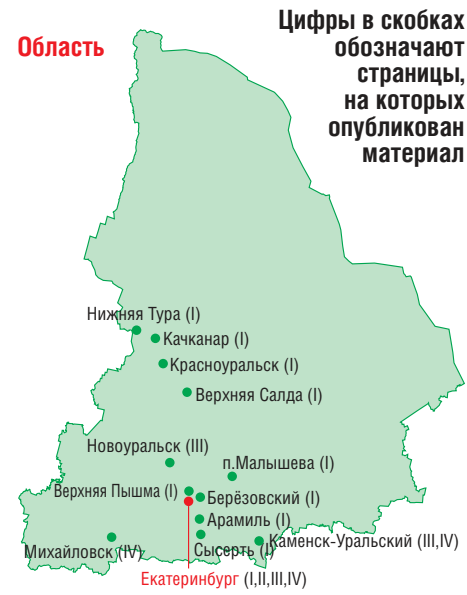 Область
Цифры в скобках
обозначают
страницы,
на которых
опубликован
материал
Нижняя Тура (I)
Качканар (I)
Красноуральск (I)
Верхняя Салда (I)
Новоуральск (III)
п.Малышева (I)
Верхняя Пышма (I)
Берёзовский (I)
Арамиль (I)
Каменск-Уральский (III,IV)
Михайловск (IV)
Сысерть (I)
Екатеринбург (I,II,III,IV)